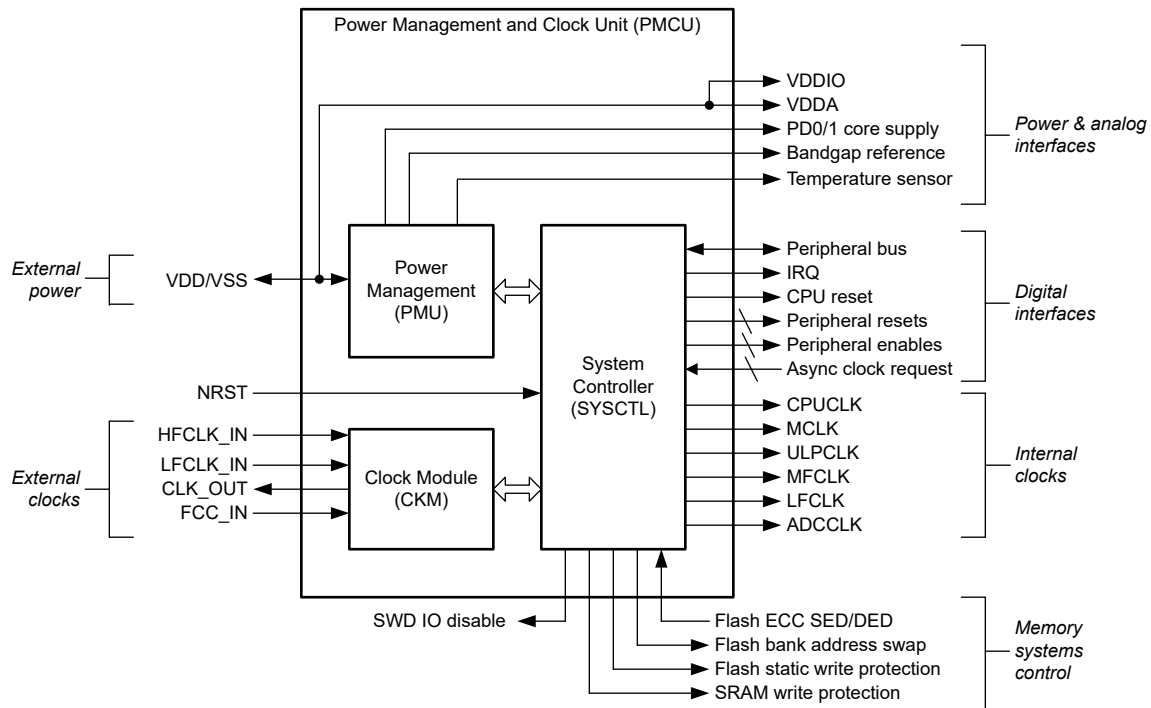 Power Management and Clock Unit (PMCU)
VDDIO
VDDA
PD0/1 core supply
Bandgap reference
Temperature sensor
Power & analog
interfaces
External
power
VDD/VSS
Power
Management
(PMU)
System
Controller
(SYSCTL)
Peripheral bus
IRQ
CPU reset
Peripheral resets
Peripheral enables
Async clock request
Digital
interfaces
NRST
External
clocks
HFCLK_IN
LFCLK_IN
CLK_OUT
FCC_IN
Clock Module
(CKM)
CPUCLK
MCLK
ULPCLK
MFCLK
LFCLK
ADCCLK
Internal
clocks
SWD IO disable
Flash ECC SED/DED
Flash bank address swap
Flash static write protection
SRAM write protection
Memory
systems
control